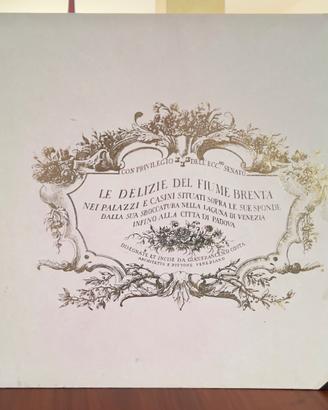 CON PRIVILEGIO DELL' ECC.MO SENATO
LE DELIZIE DEL FIUME BRENTA
NEI PALAZZI E CASINI SITUATI SOPRA LE SUE SPONDE
DALLA SUA SBOCCATURA NELLA LAGUNA DI VENEZIA
INFINO ALLA CITTÀ DI PADOVA
DISEGNATE ET INCISE DA GIANFRANCESCO COSTA
ARCHITETTO E PITTORE VENEZIANO